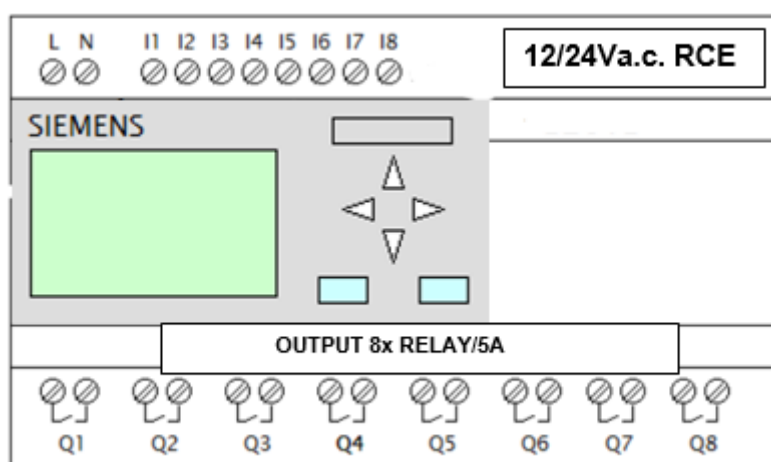 L N I1 I2 I3 I4 I5 I6 I7 I8
12/24Va.c. RCE
SIEMENS
OUTPUT 8x RELAY/5A
Q1 Q2 Q3 Q4 Q5 Q6 Q7 Q8